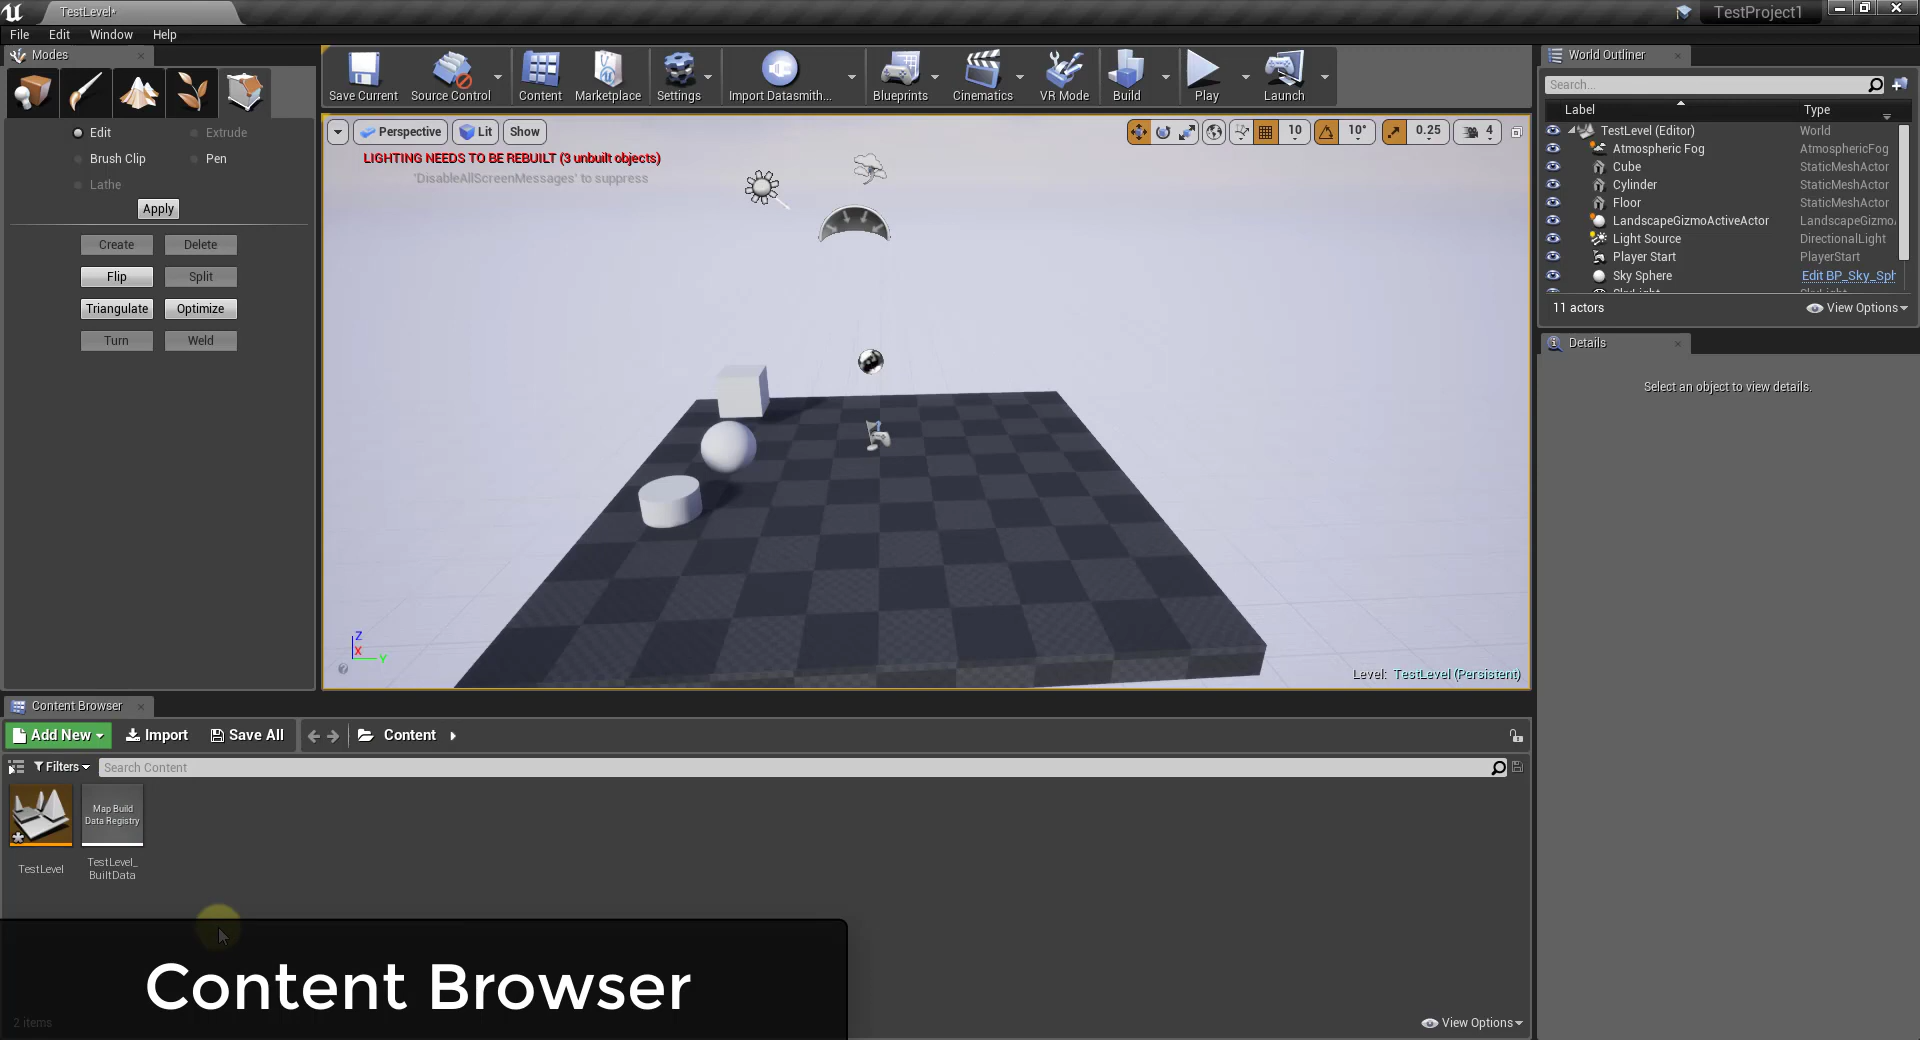 TestLevel*
TestProject1
File Edit Window Help
Modes
Edit
Extrude
Brush Clip
Pen
Lathe
Apply
Create
Delete
Flip
Split
Triangulate
Optimize
Turn
Weld
Save Current
Source Control
Content
Marketplace
Settings
Import Datasmith...
Blueprints
Cinematics
VR Mode
Build
Play
Launch
Perspective
Lit
Show
10
10°
0.25
4
LIGHTING NEEDS TO BE REBUILT (3 unbuilt objects)
'DisableAllScreenMessages' to suppress
Z
X
Y
Level: TestLevel (Persistent)
World Outliner
Search...
Label Type
TestLevel (Editor) World
Atmospheric Fog AtmosphericFog
Cube StaticMeshActor
Cylinder StaticMeshActor
Floor StaticMeshActor
LandscapeGizmoActiveActor LandscapeGizmo
Light Source DirectionalLight
Player Start PlayerStart
Sky Sphere Edit BP_Sky_Sph
11 actors
View Options
Details
Select an object to view details.
Content Browser
Add New
Import
Save All
Content
Filters
Search Content
Map Build
Data Registry
TestLevel
TestLevel_
BuiltData
Content Browser
2 items
View Options